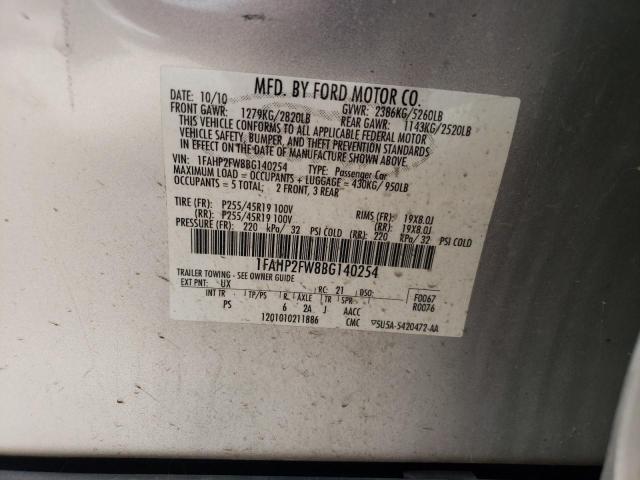 MFD. BY FORD MOTOR CO.
DATE: 10/10 GVWR: 2386KG/5260LB
FRONT GAWR: 1279KG/2820LB REAR GAWR: 1143KG/2520LB
THIS VEHICLE CONFORMS TO ALL APPLICABLE FEDERAL MOTOR
VEHICLE SAFETY, BUMPER, AND THEFT PREVENTION STANDARDS
IN EFFECT ON THE DATE OF MANUFACTURE SHOWN ABOVE.
VIN: 1FAHP2FW8BG140254 TYPE: Passenger Car
MAXIMUM LOAD = OCCUPANTS + LUGGAGE = 430KG/ 950LB
OCCUPANTS = 5 TOTAL; 2 FRONT, 3 REAR
TIRE (FR): P255/45R19 100V RIMS (FR): 19X8.0J
(RR): P255/45R19 100V (RR): 19X8.0J
PRESSURE (FR): 220 kPa/ 32 PSI COLD (RR): 220 kPa/ 32 PSI COLD
1FAHP2FW8BG140254
TRAILER TOWING - SEE OWNER GUIDE
EXT PNT: UX RC: 21 DSO: F0067
INT TR TP/PS R AXLE TR SPR R0076
PS 6 2A J AACC
1201010211886 CMC ▽5U5A-5420472-AA